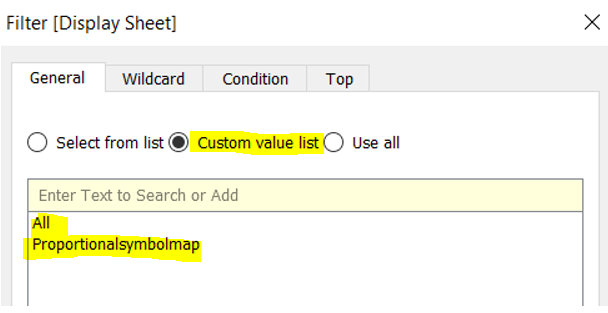 Filter [Display Sheet]
General Wildcard Condition Top
Select from list Custom value list Use all
Enter Text to Search or Add
All
Proportionalsymbolmap